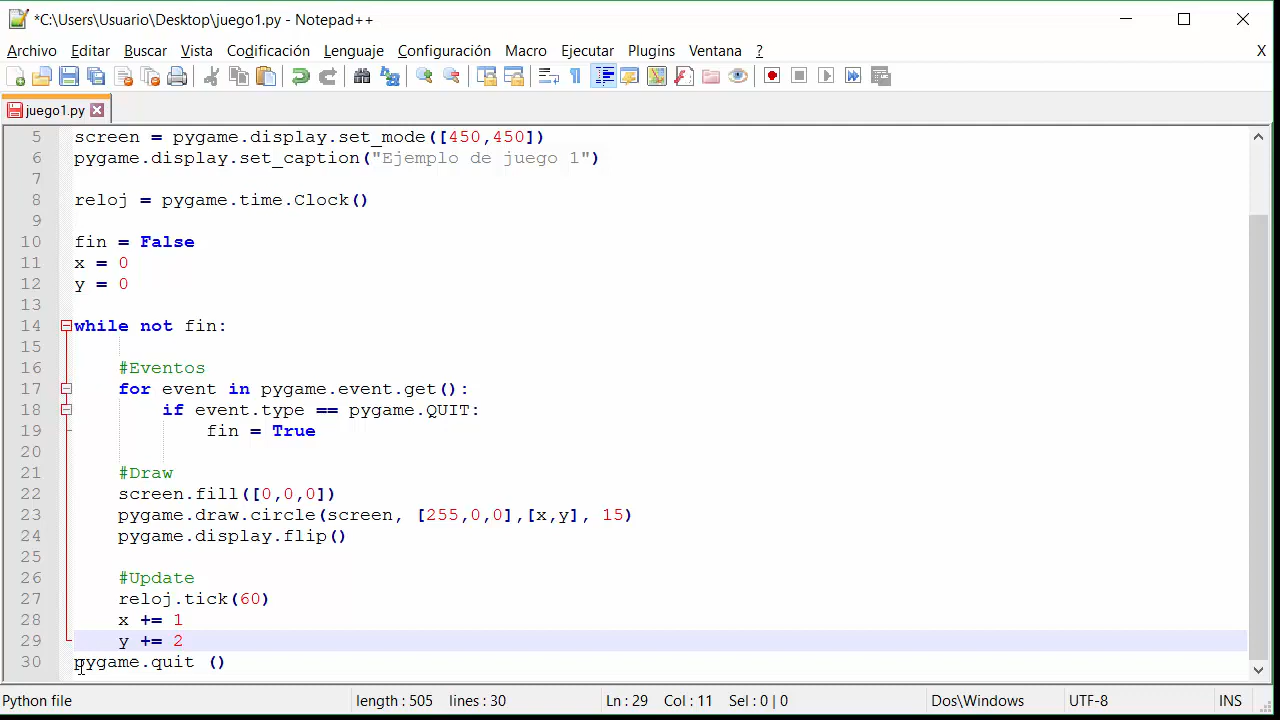 *C:\Users\Usuario\Desktop\juego1.py - Notepad++
Archivo Editar Buscar Vista Codificación Lenguaje Configuración Macro Ejecutar Plugins Ventana ? X
juego1.py
5 screen = pygame.display.set_mode([450,450])
6 pygame.display.set_caption("Ejemplo de juego 1")
7
8 reloj = pygame.time.Clock()
9
10 fin = False
11 x = 0
12 y = 0
13
14 while not fin:
15
16 #Eventos
17 for event in pygame.event.get():
18 if event.type == pygame.QUIT:
19 fin = True
20
21 #Draw
22 screen.fill([0,0,0])
23 pygame.draw.circle(screen, [255,0,0],[x,y], 15)
24 pygame.display.flip()
25
26 #Update
27 reloj.tick(60)
28 x += 1
29 y += 2
30 pygame.quit ()
Python file length : 505 lines : 30 Ln : 29 Col : 11 Sel : 0 | 0 Dos\Windows UTF-8 INS